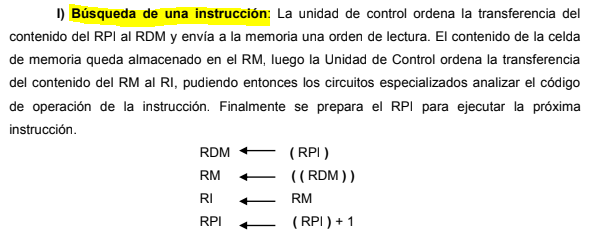 I) Búsqueda de una instrucción: La unidad de control ordena la transferencia del
contenido del RPI al RDM y envía a la memoria una orden de lectura. El contenido de la celda
de memoria queda almacenado en el RM, luego la Unidad de Control ordena la transferencia
del contenido del RM al RI, pudiendo entonces los circuitos especializados analizar el código
de operación de la instrucción. Finalmente se prepara el RPI para ejecutar la próxima
instrucción.
RDM ← ( RPI )
RM ← ( ( RDM ) )
RI ← RM
RPI ← ( RPI ) + 1